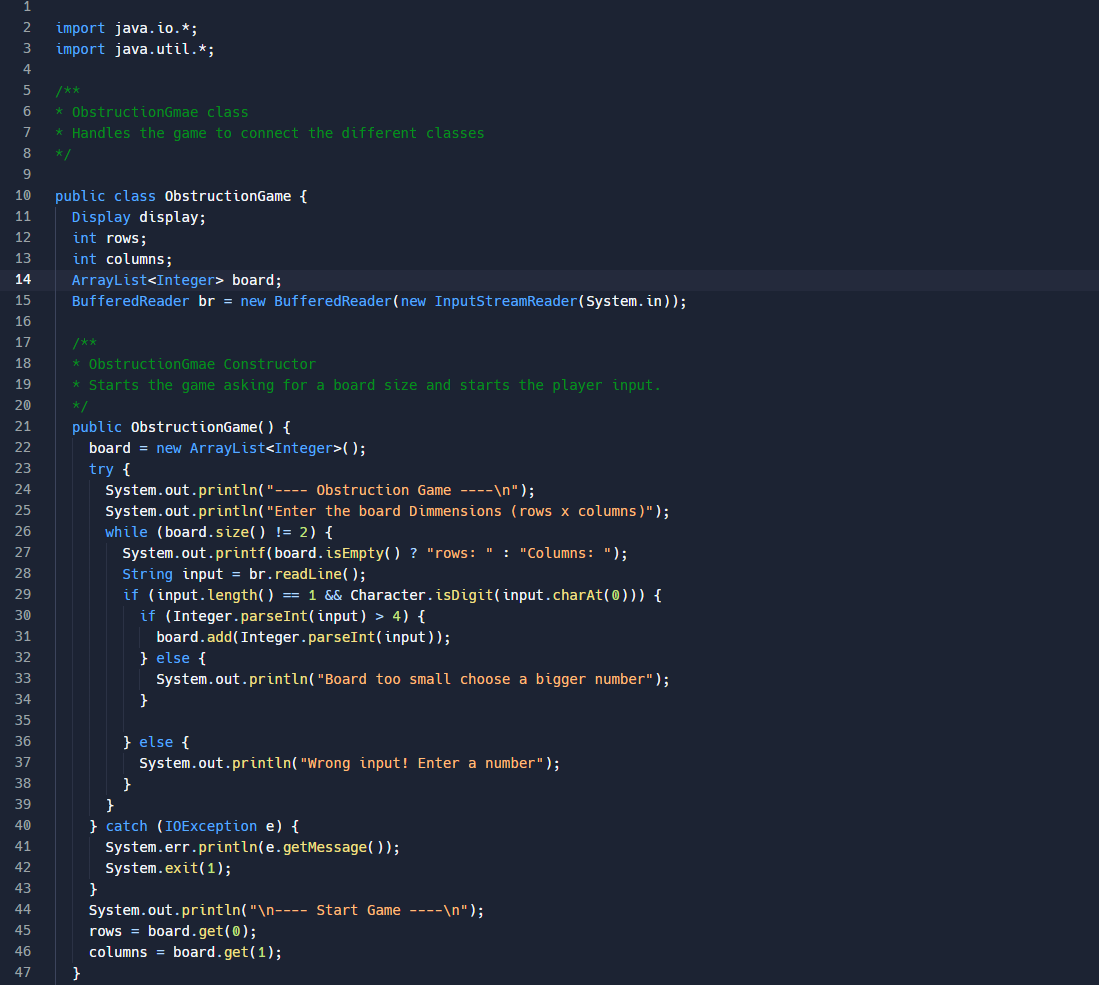 1
2 import java.io.*;
3 import java.util.*;
4
5 /**
6 * ObstructionGmae class
7 * Handles the game to connect the different classes
8 */
9
10 public class ObstructionGame {
11   Display display;
12   int rows;
13   int columns;
14   ArrayList<Integer> board;
15   BufferedReader br = new BufferedReader(new InputStreamReader(System.in));
16
17   /**
18   * ObstructionGmae Constructor
19   * Starts the game asking for a board size and starts the player input.
20   */
21   public ObstructionGame() {
22     board = new ArrayList<Integer>();
23     try {
24       System.out.println("---- Obstruction Game ----\n");
25       System.out.println("Enter the board Dimmensions (rows x columns)");
26       while (board.size() != 2) {
27         System.out.printf(board.isEmpty() ? "rows: " : "Columns: ");
28         String input = br.readLine();
29         if (input.length() == 1 && Character.isDigit(input.charAt(0))) {
30           if (Integer.parseInt(input) > 4) {
31             board.add(Integer.parseInt(input));
32           } else {
33             System.out.println("Board too small choose a bigger number");
34           }
35
36         } else {
37           System.out.println("Wrong input! Enter a number");
38         }
39       }
40     } catch (IOException e) {
41       System.err.println(e.getMessage());
42       System.exit(1);
43     }
44     System.out.println("\n---- Start Game ----\n");
45     rows = board.get(0);
46     columns = board.get(1);
47   }